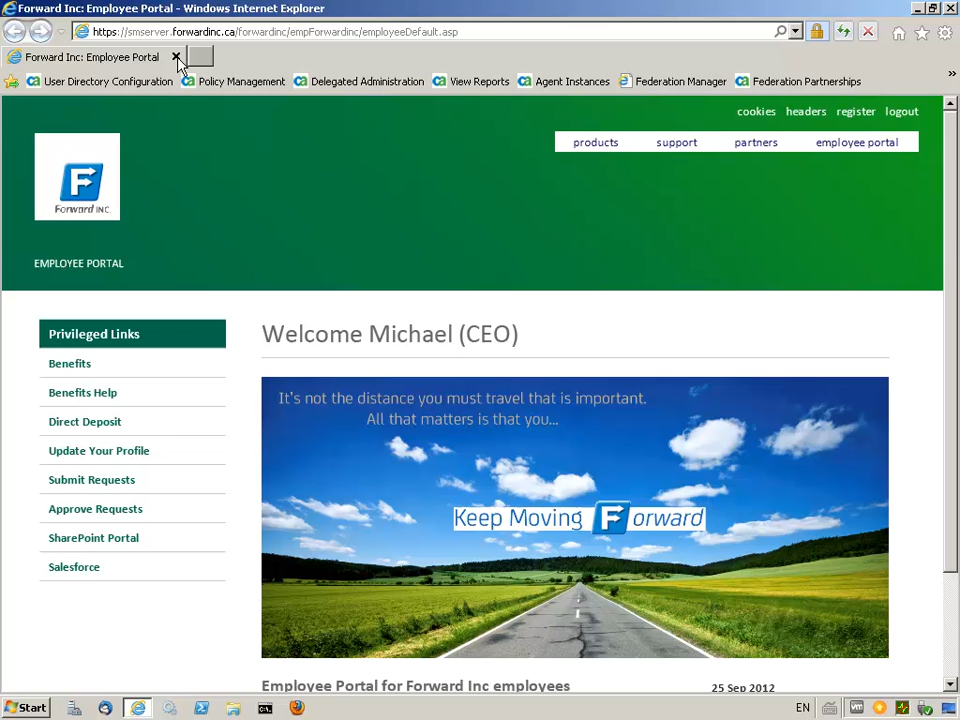 Forward Inc: Employee Portal - Windows Internet Explorer
https://smserver.forwardinc.ca/forwardinc/empForwardinc/employeeDefault.asp
Forward Inc: Employee Portal
User Directory Configuration
Policy Management
Delegated Administration
View Reports
Agent Instances
Federation Manager
Federation Partnerships
cookies headers register logout
products support partners employee portal
F
Forward INC.
EMPLOYEE PORTAL
Privileged Links
Benefits
Benefits Help
Direct Deposit
Update Your Profile
Submit Requests
Approve Requests
SharePoint Portal
Salesforce
Welcome Michael (CEO)
It's not the distance you must travel that is important.
All that matters is that you...
Keep Moving Forward
Employee Portal for Forward Inc employees
25 Sep 2012
Start
EN